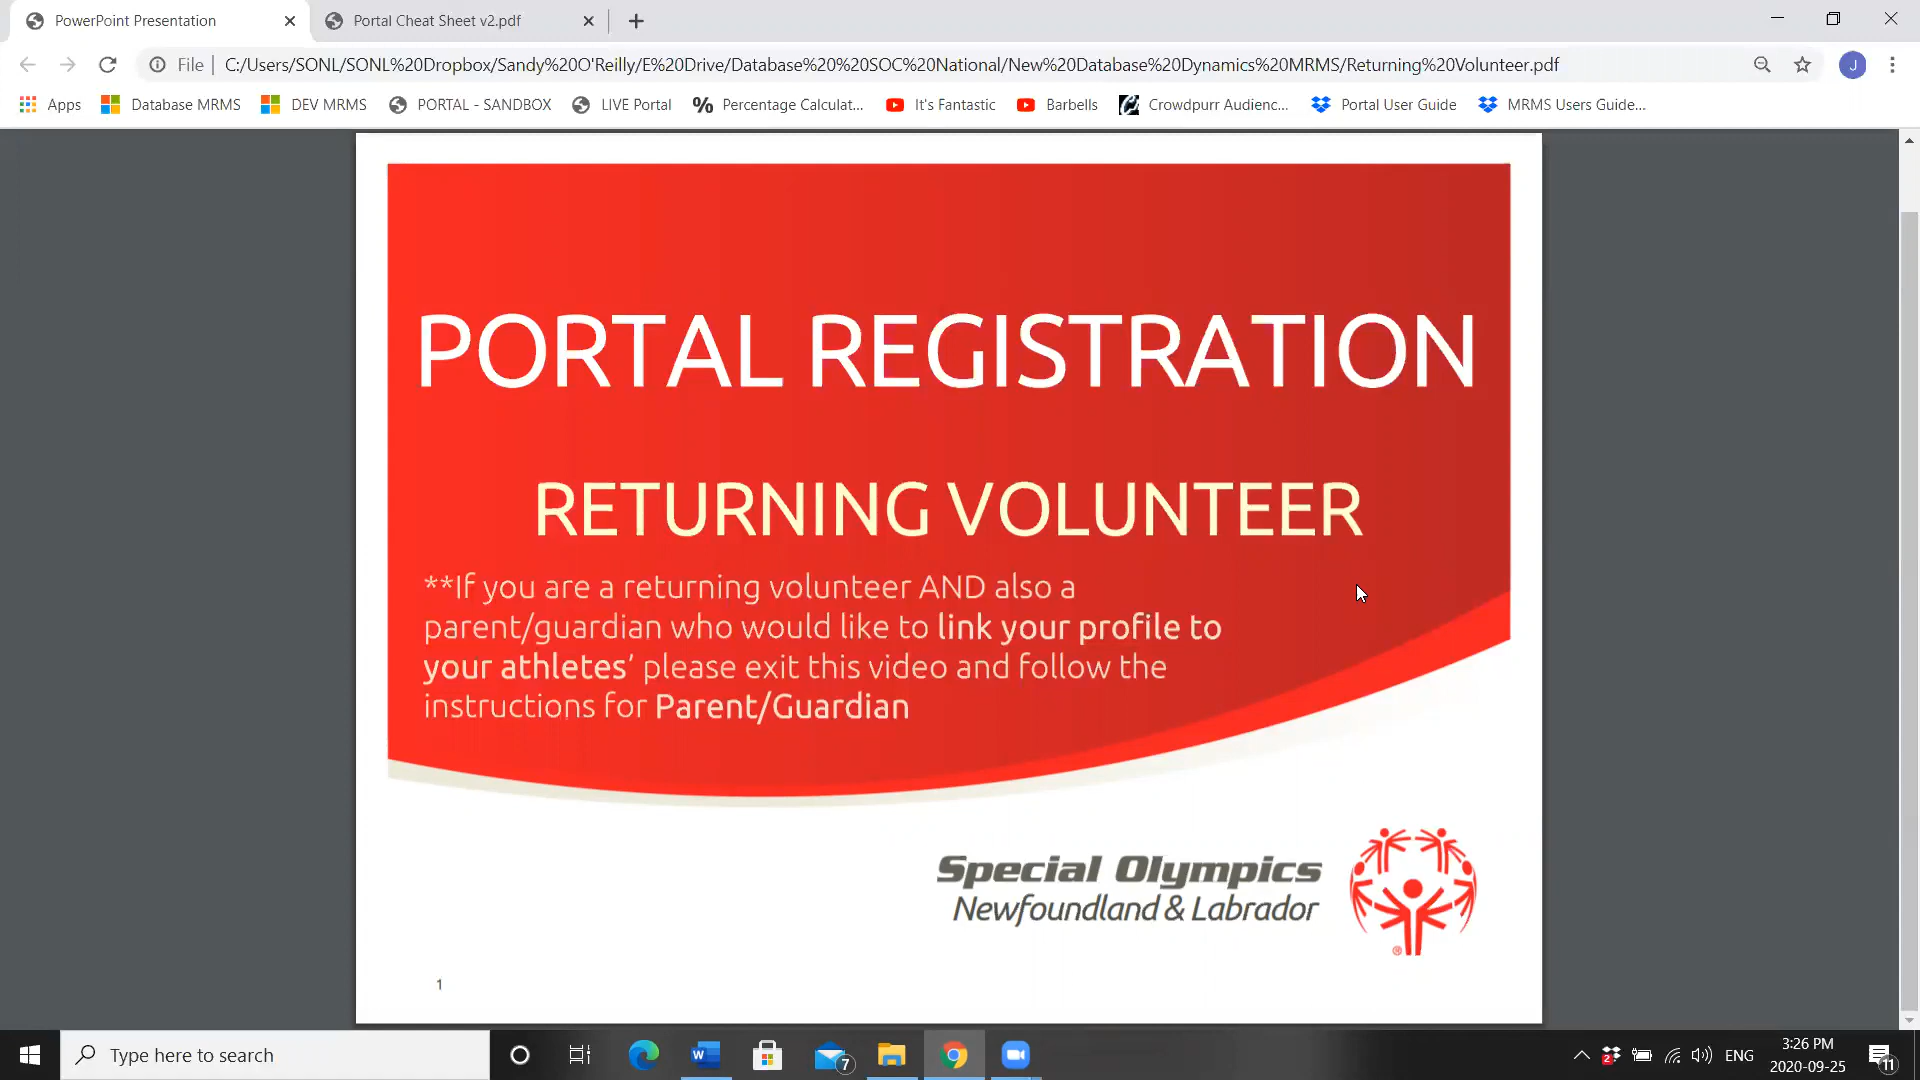 PowerPoint Presentation
Portal Cheat Sheet v2.pdf
File
C:/Users/SONL/SONL%20Dropbox/Sandy%20O'Reilly/E%20Drive/Database%20%20SOC%20National/New%20Database%20Dynamics%20MRMS/Returning%20Volunteer.pdf
J
Apps
Database MRMS
DEV MRMS
PORTAL - SANDBOX
LIVE Portal
Percentage Calculat...
It's Fantastic
Barbells
Crowdpurr Audienc...
Portal User Guide
MRMS Users Guide...
PORTAL REGISTRATION
RETURNING VOLUNTEER
**If you are a returning volunteer AND also a
parent/guardian who would like to link your profile to
your athletes’ please exit this video and follow the
instructions for Parent/Guardian
Special Olympics
Newfoundland & Labrador
®
1
Type here to search
7
2
ENG
3:26 PM
2020-09-25
11